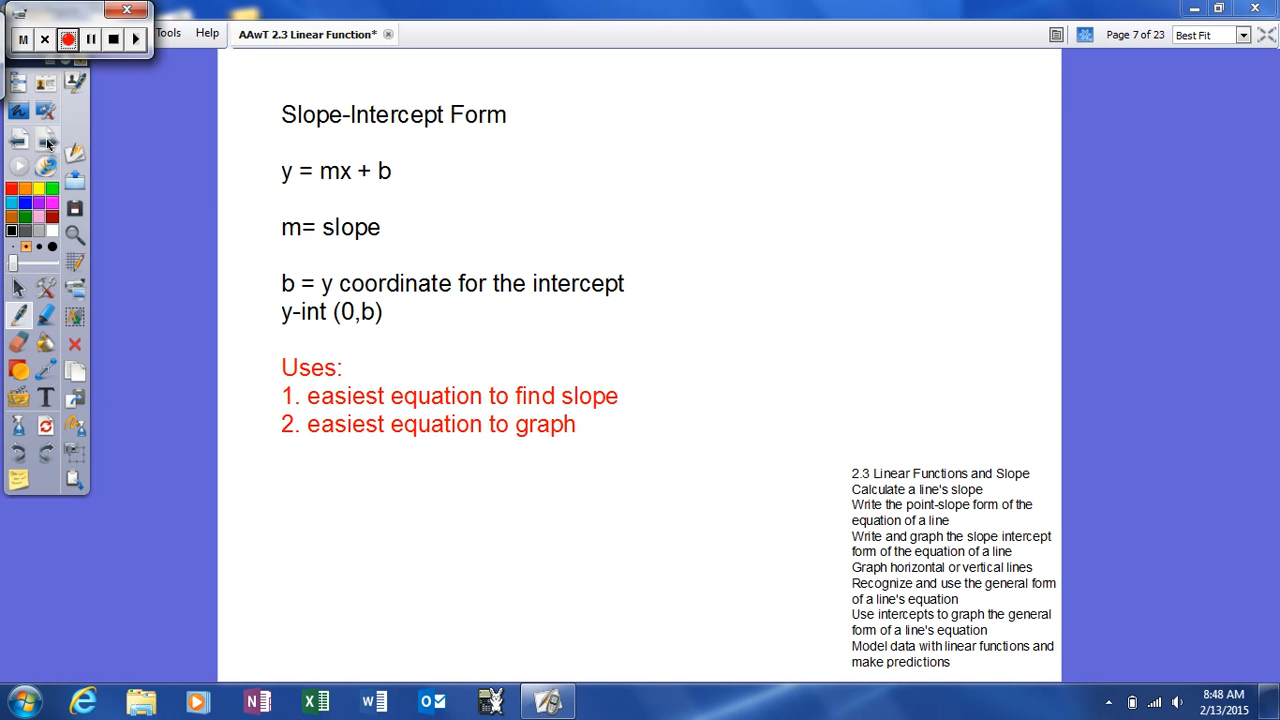 M
Tools Help
AAwT 2.3 Linear Function*
Page 7 of 23
Best Fit
Slope-Intercept Form
y = mx + b
m= slope
b = y coordinate for the intercept
y-int (0,b)
Uses:
1. easiest equation to find slope
2. easiest equation to graph
2.3 Linear Functions and Slope
Calculate a line's slope
Write the point-slope form of the
equation of a line
Write and graph the slope intercept
form of the equation of a line
Graph horizontal or vertical lines
Recognize and use the general form
of a line's equation
Use intercepts to graph the general
form of a line's equation
Model data with linear functions and
make predictions
8:48 AM
2/13/2015